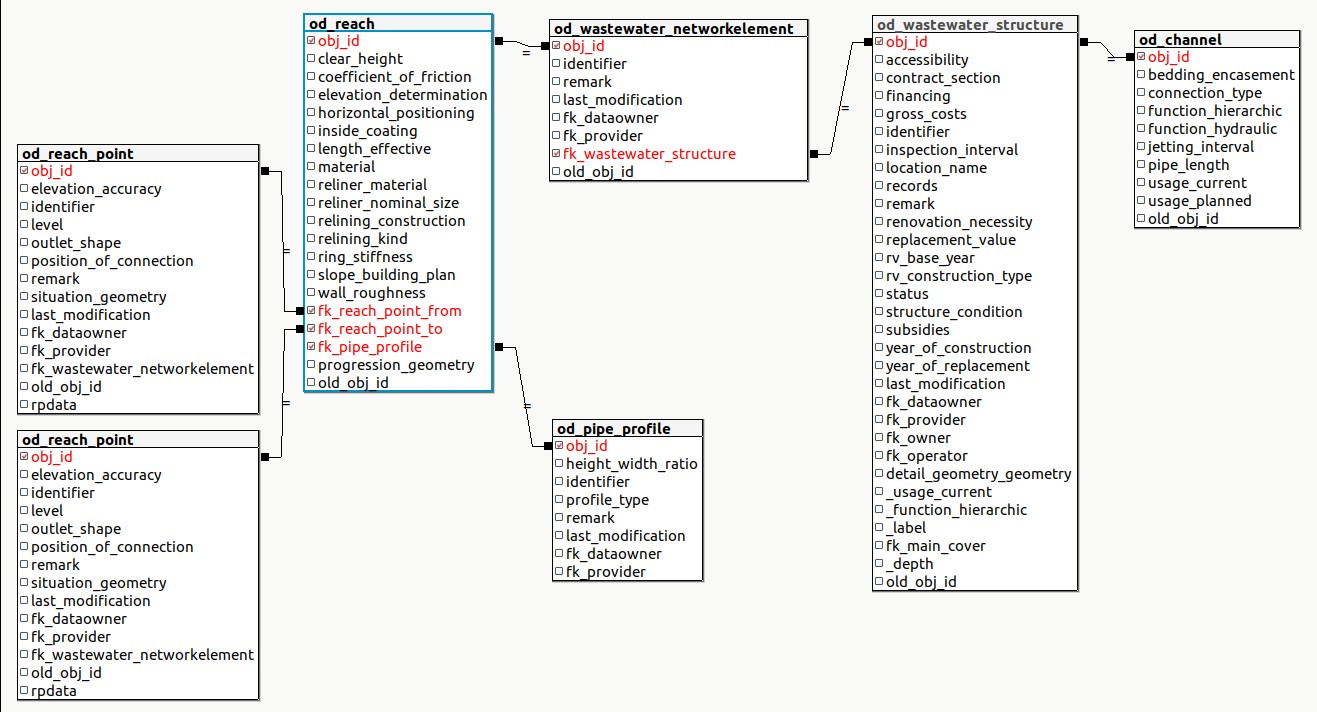 od_reach
obj_id
clear_height
coefficient_of_friction
elevation_determination
horizontal_positioning
inside_coating
length_effective
material
reliner_material
reliner_nominal_size
relining_construction
relining_kind
ring_stiffness
slope_building_plan
wall_roughness
fk_reach_point_from
fk_reach_point_to
fk_pipe_profile
progression_geometry
old_obj_id
od_wastewater_networkelement
obj_id
identifier
remark
last_modification
fk_dataowner
fk_provider
fk_wastewater_structure
old_obj_id
od_wastewater_structure
obj_id
accessibility
contract_section
financing
gross_costs
identifier
inspection_interval
location_name
records
remark
renovation_necessity
replacement_value
rv_base_year
rv_construction_type
status
structure_condition
subsidies
year_of_construction
year_of_replacement
last_modification
fk_dataowner
fk_provider
fk_owner
fk_operator
detail_geometry_geometry
_usage_current
_function_hierarchic
_label
fk_main_cover
_depth
old_obj_id
od_channel
obj_id
bedding_encasement
connection_type
function_hierarchic
function_hydraulic
jetting_interval
pipe_length
usage_current
usage_planned
old_obj_id
od_reach_point
obj_id
elevation_accuracy
identifier
level
outlet_shape
position_of_connection
remark
situation_geometry
last_modification
fk_dataowner
fk_provider
fk_wastewater_networkelement
old_obj_id
rpdata
od_reach_point
obj_id
elevation_accuracy
identifier
level
outlet_shape
position_of_connection
remark
situation_geometry
last_modification
fk_dataowner
fk_provider
fk_wastewater_networkelement
old_obj_id
rpdata
od_pipe_profile
obj_id
height_width_ratio
identifier
profile_type
remark
last_modification
fk_dataowner
fk_provider
=
=
=
=
=
=